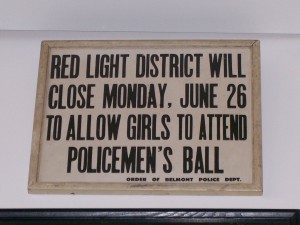 RED LIGHT DISTRICT WILL
CLOSE MONDAY, JUNE 26
TO ALLOW GIRLS TO ATTEND
POLICEMEN'S BALL
ORDER OF DELMONT POLICE DEPT.